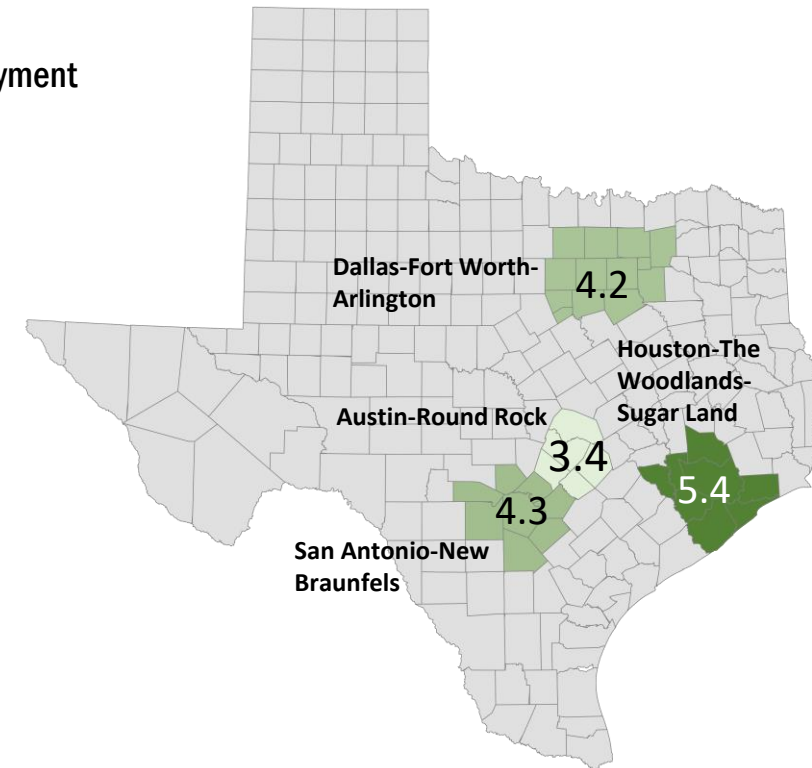 yment
Dallas-Fort Worth-
Arlington
4.2
Houston-The
Woodlands-
Sugar Land
Austin-Round Rock
3.4
5.4
4.3
San Antonio-New
Braunfels